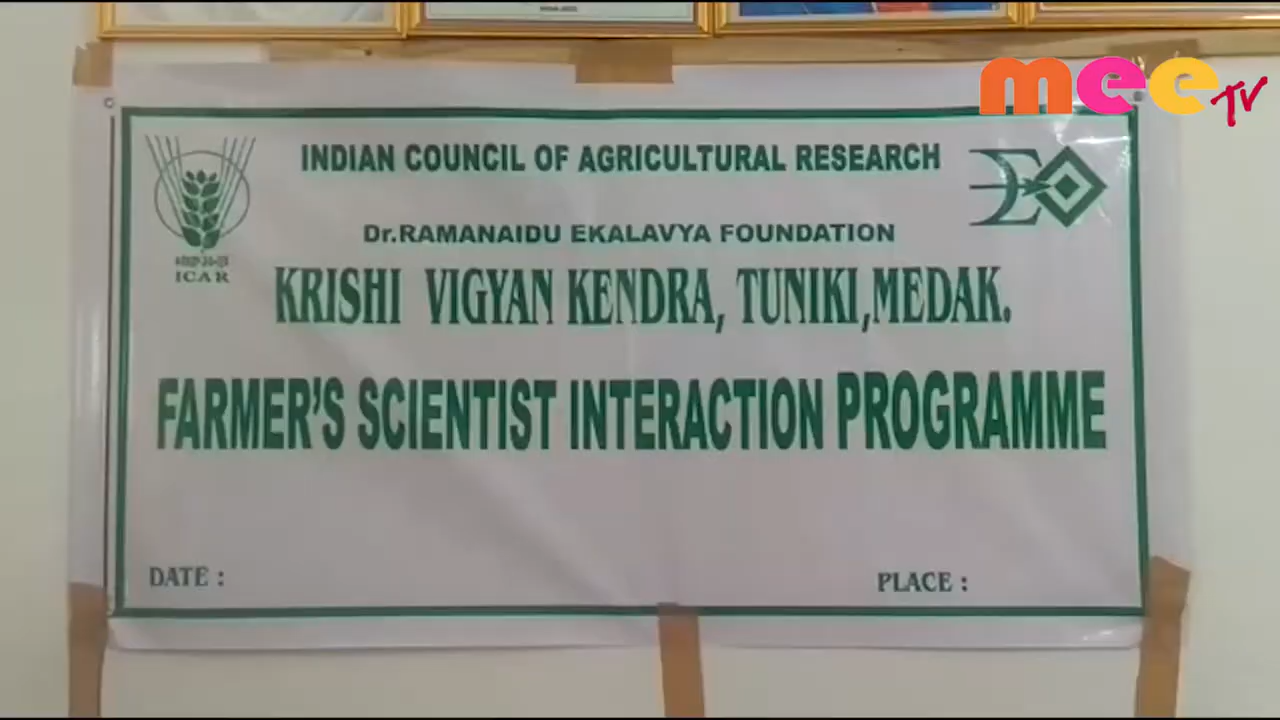 mee TV
INDIAN COUNCIL OF AGRICULTURAL RESEARCH
ICAR
Dr.RAMANAIDU EKALAVYA FOUNDATION
KRISHI VIGYAN KENDRA, TUNIKI,MEDAK.
FARMER'S SCIENTIST INTERACTION PROGRAMME
DATE :
PLACE :